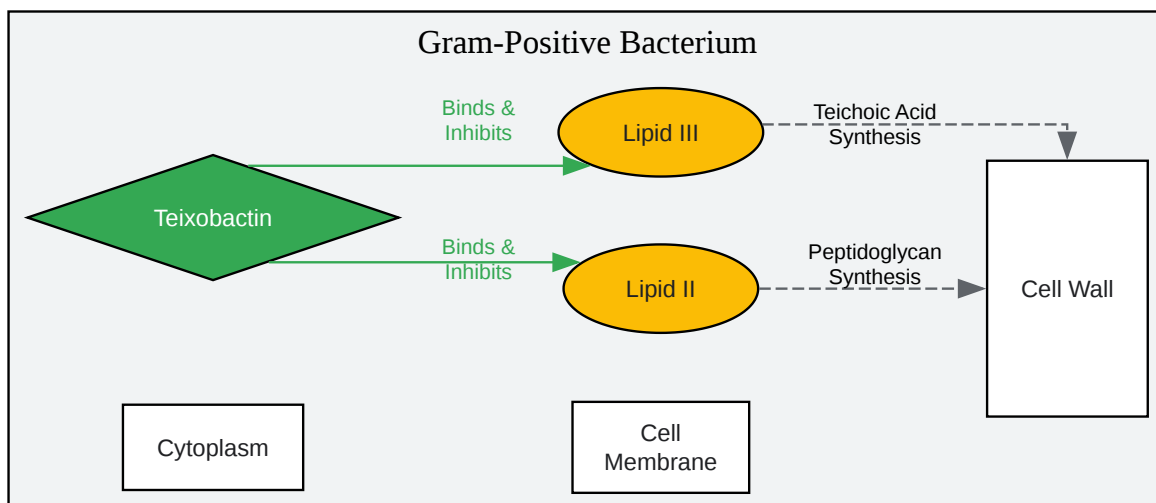 Gram-Positive Bacterium
Binds &
Inhibits
Lipid III
Teichoic Acid
Synthesis
Teixobactin
Binds &
Inhibits
Lipid II
Peptidoglycan
Synthesis
Cell Wall
Cytoplasm
Cell
Membrane